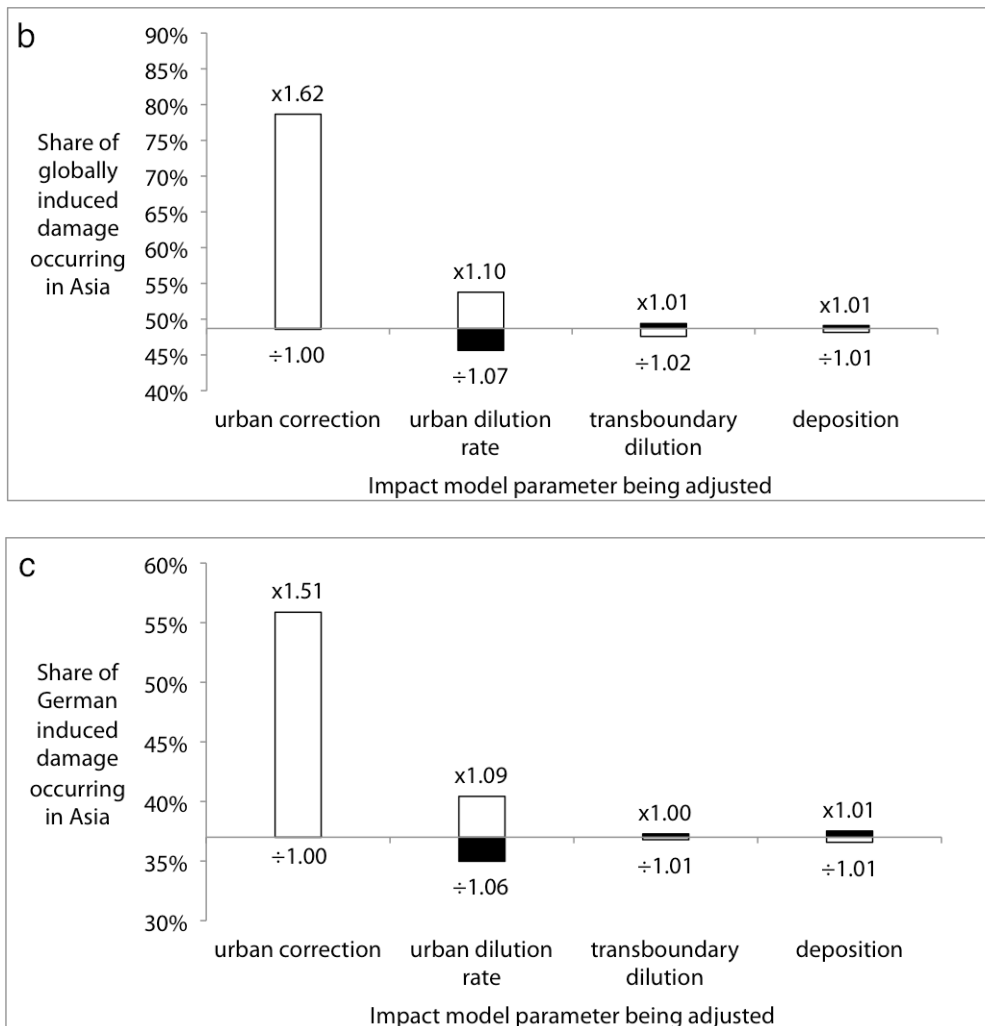 b
90%
85%
80%
75%
70%
65%
60%
55%
50%
45%
40%
Share of
globally
induced
damage
occurring
in Asia
x1.62
÷1.00
x1.10
÷1.07
x1.01
÷1.02
x1.01
÷1.01
urban correction
urban dilution
rate
transboundary
dilution
deposition
Impact model parameter being adjusted
c
60%
55%
50%
45%
40%
35%
30%
Share of
German
induced
damage
occurring
in Asia
x1.51
÷1.00
x1.09
÷1.06
x1.00
÷1.01
x1.01
÷1.01
urban correction
urban dilution
rate
transboundary
dilution
deposition
Impact model parameter being adjusted